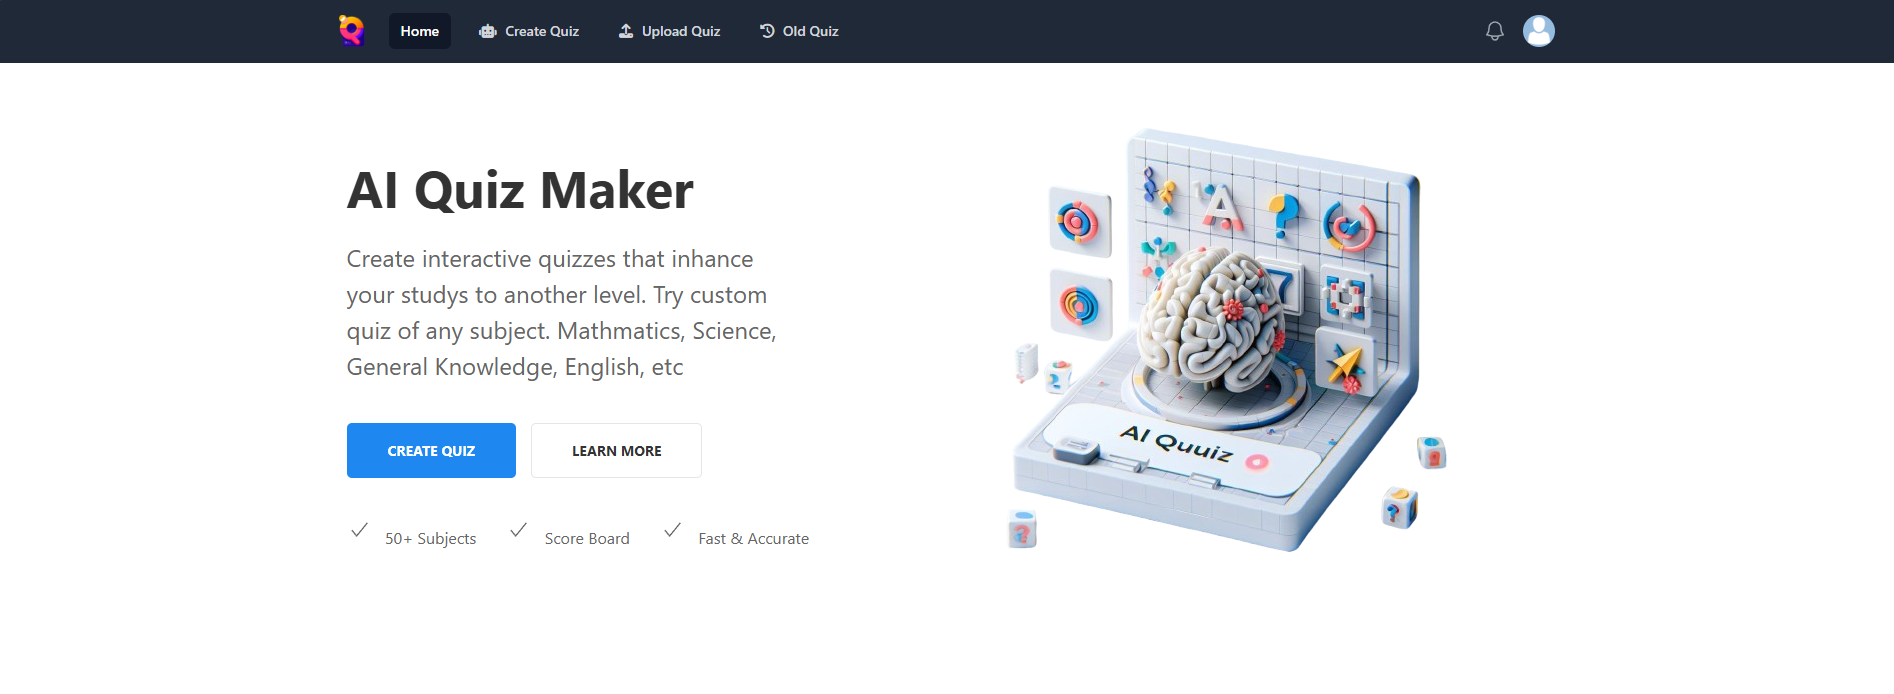 Home
Create Quiz
Upload Quiz
Old Quiz
AI Quiz Maker
Create interactive quizzes that inhance
your studys to another level. Try custom
quiz of any subject. Mathmatics, Science,
General Knowledge, English, etc
CREATE QUIZ
LEARN MORE
50+ Subjects
Score Board
Fast & Accurate
A
?
AI Quuiz
?
?